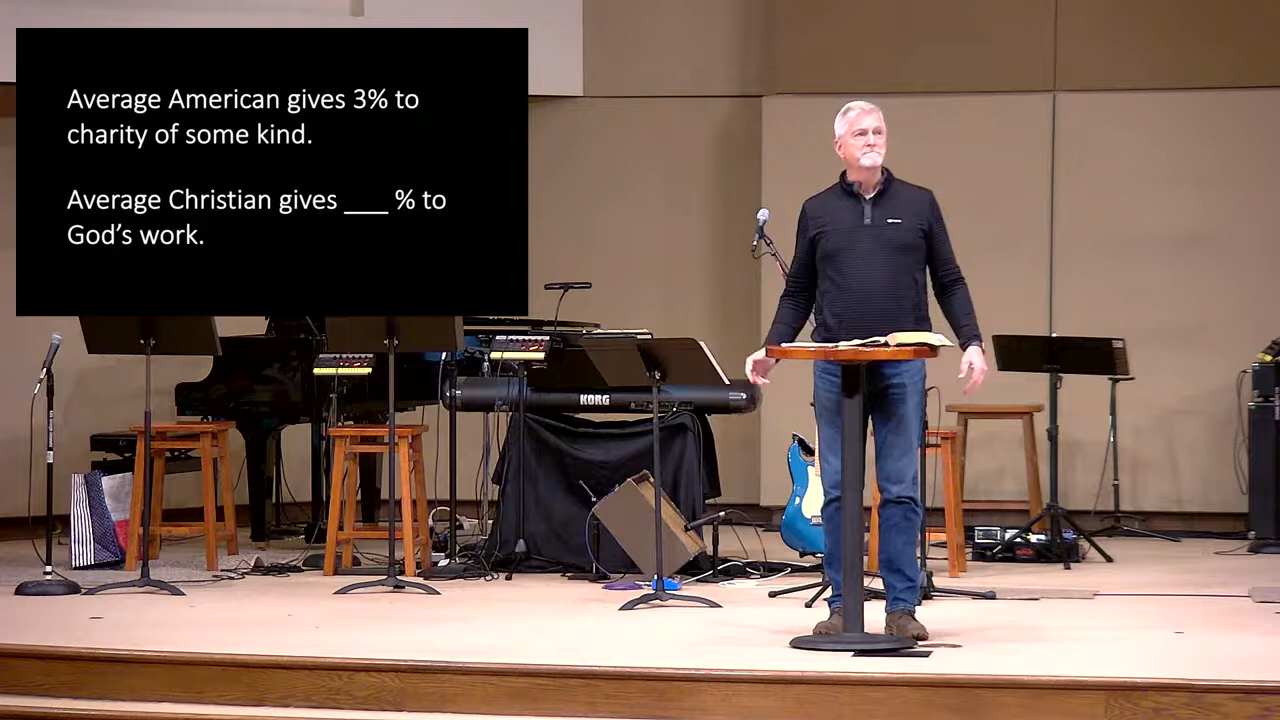 Average American gives 3% to
charity of some kind.
Average Christian gives ___ % to
God's work.
KORG